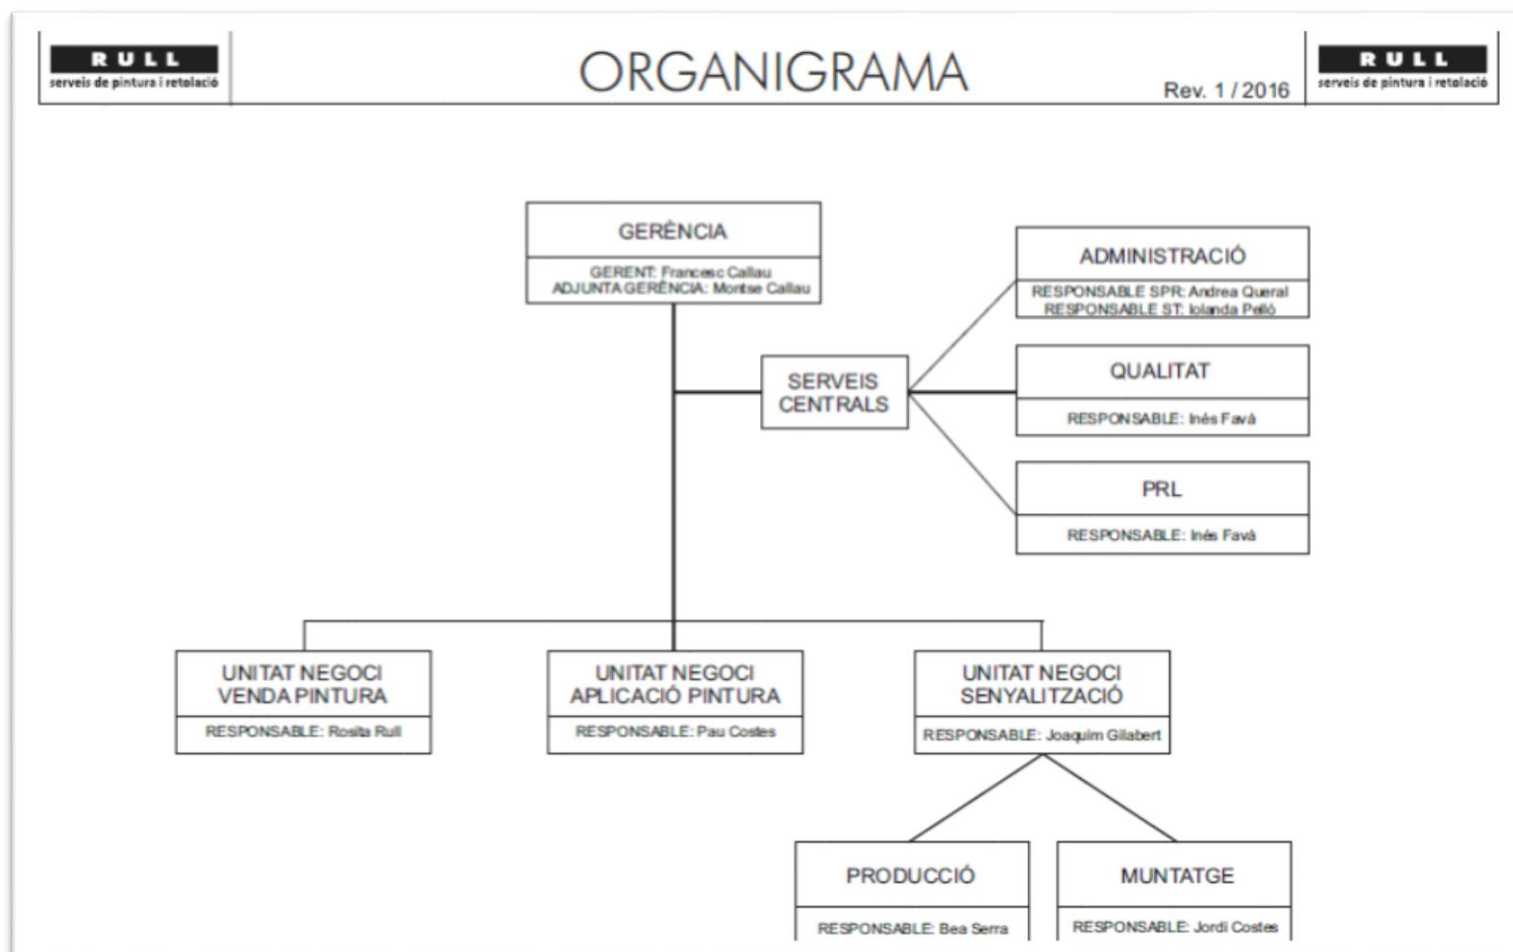 RULL
serveis de pintura i retolació
ORGANIGRAMA
Rev. 1 / 2016
RULL
serveis de pintura i retolació
GERÈNCIA
GERENT: Francesc Callau
ADJUNTA GERÈNCIA: Montse Callau
ADMINISTRACIÓ
RESPONSABLE SPR: Andrea Queral
RESPONSABLE ST: Iolanda Pelló
SERVEIS
CENTRALS
QUALITAT
RESPONSABLE: Inés Favà
PRL
RESPONSABLE: Inés Favà
UNITAT NEGOCI
VENDA PINTURA
RESPONSABLE: Rosita Rull
UNITAT NEGOCI
APLICACIÓ PINTURA
RESPONSABLE: Pau Costes
UNITAT NEGOCI
SENYALITZACIÓ
RESPONSABLE: Joaquim Gilabert
PRODUCCIÓ
RESPONSABLE: Bea Serra
MUNTATGE
RESPONSABLE: Jordi Costes